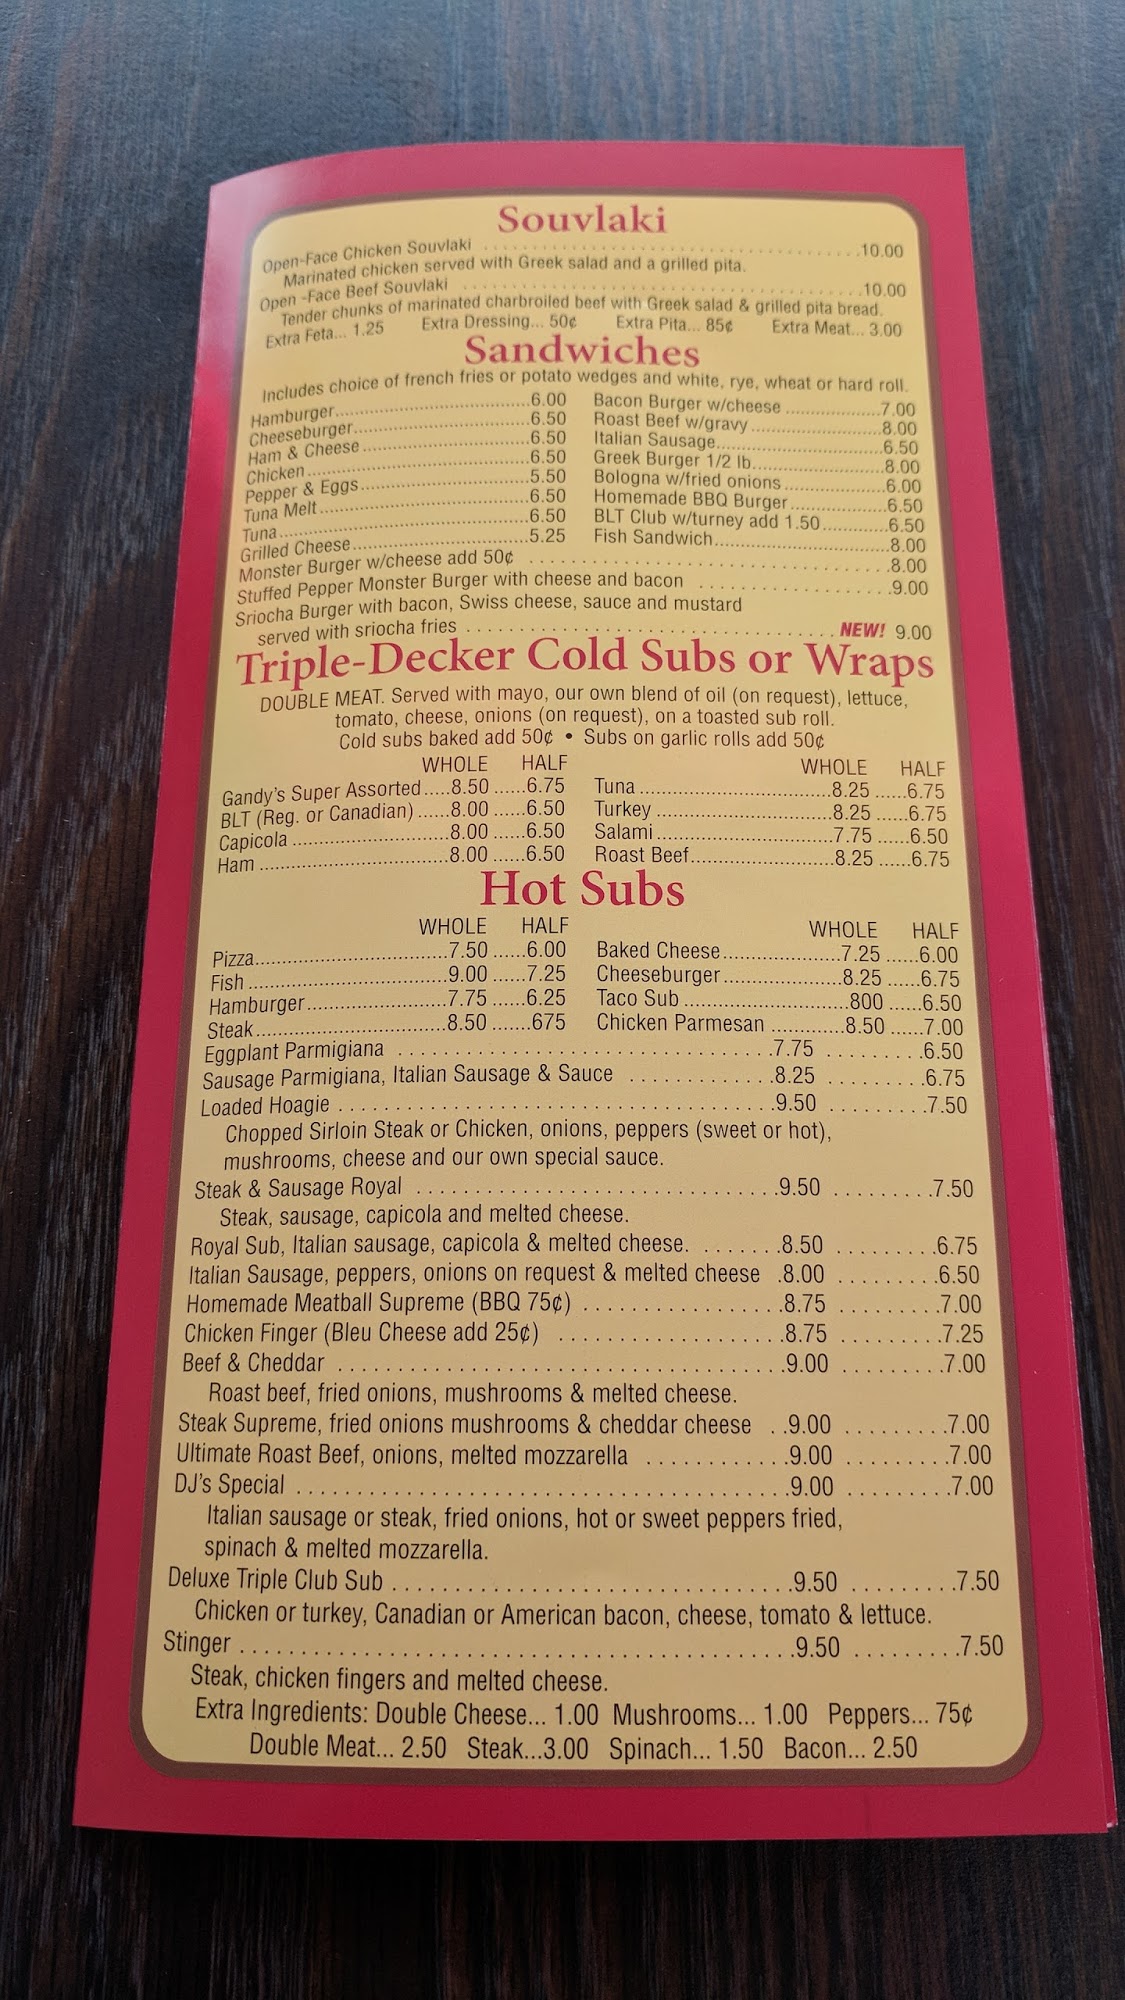 Souvlaki
Open-Face Chicken Souvlaki ..........10.00
Marinated chicken served with Greek salad and a grilled pita.
Open -Face Beef Souvlaki ..........10.00
Tender chunks of marinated charbroiled beef with Greek salad & grilled pita bread.
Extra Feta... 1.25 Extra Dressing... 50¢ Extra Pita... 85¢ Extra Meat... 3.00
Sandwiches
Includes choice of french fries or potato wedges and white, rye, wheat or hard roll.
Hamburger..........6.00
Cheeseburger..........6.50
Ham & Cheese..........6.50
Chicken..........6.50
Pepper & Eggs..........5.50
Tuna Melt..........6.50
Tuna..........6.50
Grilled Cheese..........5.25
Bacon Burger w/cheese..........7.00
Roast Beef w/gravy..........8.00
Italian Sausage..........6.50
Greek Burger 1/2 lb...........8.00
Bologna w/fried onions..........6.00
Homemade BBQ Burger..........6.50
BLT Club w/turney add 1.50..........6.50
Fish Sandwich..........8.00
Monster Burger w/cheese add 50¢ ..........8.00
Stuffed Pepper Monster Burger with cheese and bacon ..........9.00
Sriocha Burger with bacon, Swiss cheese, sauce and mustard
served with sriocha fries .......... NEW! 9.00
Triple-Decker Cold Subs or Wraps
DOUBLE MEAT. Served with mayo, our own blend of oil (on request), lettuce,
tomato, cheese, onions (on request), on a toasted sub roll.
Cold subs baked add 50¢ • Subs on garlic rolls add 50¢
WHOLE HALF
Gandy's Super Assorted.....8.50......6.75
BLT (Reg. or Canadian)......8.00......6.50
Capicola..........8.00......6.50
Ham..........8.00......6.50
WHOLE HALF
Tuna..........8.25......6.75
Turkey..........8.25......6.75
Salami..........7.75......6.50
Roast Beef..........8.25......6.75
Hot Subs
WHOLE HALF
Pizza..........7.50......6.00
Fish..........9.00......7.25
Hamburger..........7.75......6.25
Steak..........8.50.......675
WHOLE HALF
Baked Cheese..........7.25......6.00
Cheeseburger..........8.25......6.75
Taco Sub..........800......6.50
Chicken Parmesan..........8.50......7.00
Eggplant Parmigiana ..........7.75 ..........6.50
Sausage Parmigiana, Italian Sausage & Sauce ..........8.25 ..........6.75
Loaded Hoagie ..........9.50 ..........7.50
Chopped Sirloin Steak or Chicken, onions, peppers (sweet or hot),
mushrooms, cheese and our own special sauce.
Steak & Sausage Royal ..........9.50 ..........7.50
Steak, sausage, capicola and melted cheese.
Royal Sub, Italian sausage, capicola & melted cheese. .......8.50 ..........6.75
Italian Sausage, peppers, onions on request & melted cheese .8.00 ..........6.50
Homemade Meatball Supreme (BBQ 75¢) ..........8.75 ..........7.00
Chicken Finger (Bleu Cheese add 25¢) ..........8.75 ..........7.25
Beef & Cheddar ..........9.00 ..........7.00
Roast beef, fried onions, mushrooms & melted cheese.
Steak Supreme, fried onions mushrooms & cheddar cheese ..9.00 ..........7.00
Ultimate Roast Beef, onions, melted mozzarella ..........9.00 ..........7.00
DJ's Special ..........9.00 ..........7.00
Italian sausage or steak, fried onions, hot or sweet peppers fried,
spinach & melted mozzarella.
Deluxe Triple Club Sub ..........9.50 ..........7.50
Chicken or turkey, Canadian or American bacon, cheese, tomato & lettuce.
Stinger ..........9.50 ..........7.50
Steak, chicken fingers and melted cheese.
Extra Ingredients: Double Cheese... 1.00 Mushrooms... 1.00 Peppers... 75¢
Double Meat... 2.50 Steak...3.00 Spinach... 1.50 Bacon... 2.50